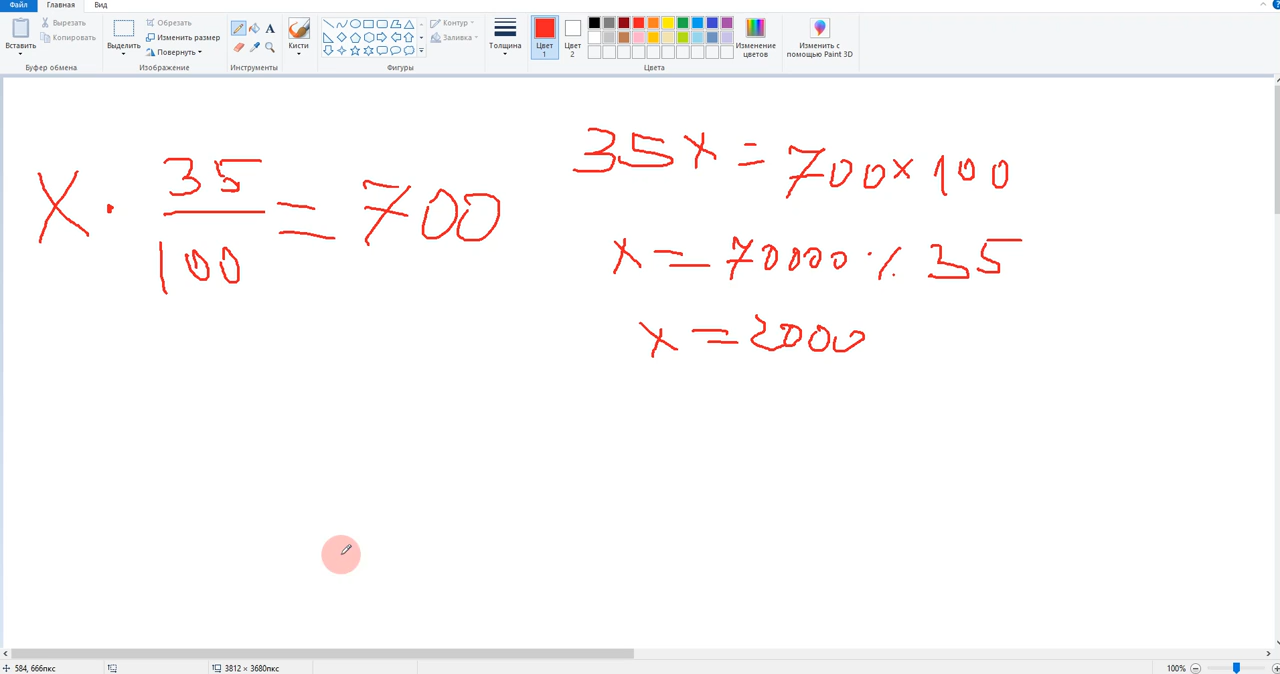 Файл Главная Вид
Вставить
Вырезать
Копировать
Буфер обмена
Выделить
Обрезать
Изменить размер
Повернуть
Изображение
Инструменты
Кисти
Фигуры
Контур
Заливка
Толщина
Цвет 1
Цвет 2
Цвета
Изменение цветов
Изменить с помощью Paint 3D
X · 35/100 = 700
35x = 700 × 100
x = 70000 ·/. 35
x = 2000
584, 666пкс
3812 × 3680пкс
100%